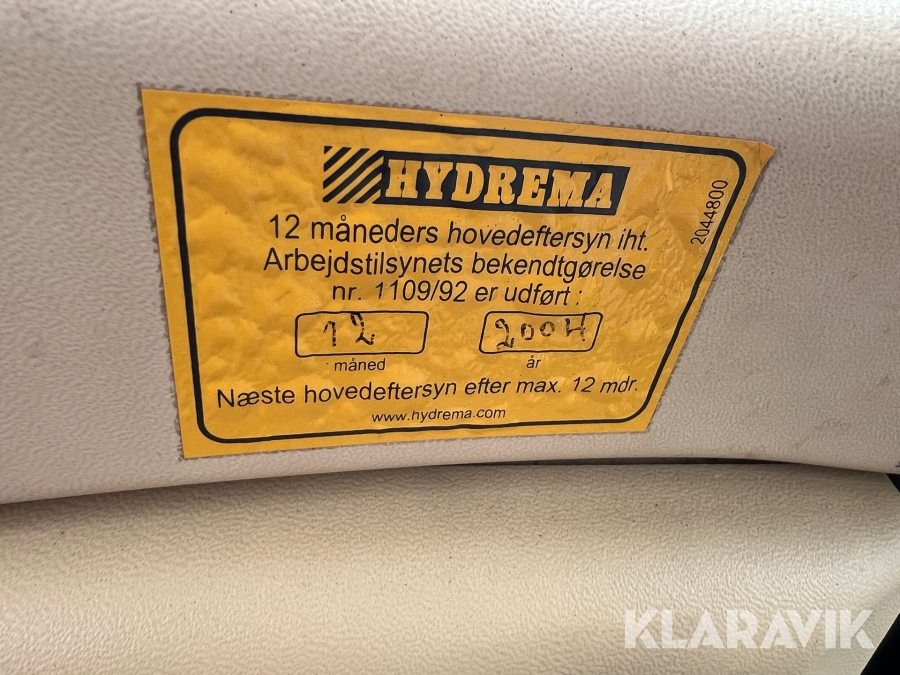 HYDREMA
12 måneders hovedeftersyn iht.
Arbejdstilsynets bekendtgørelse
nr. 1109/92 er udført :
12 2004
måned år
Næste hovedeftersyn efter max. 12 mdr.
www.hydrema.com
2044800
KLARAVIK